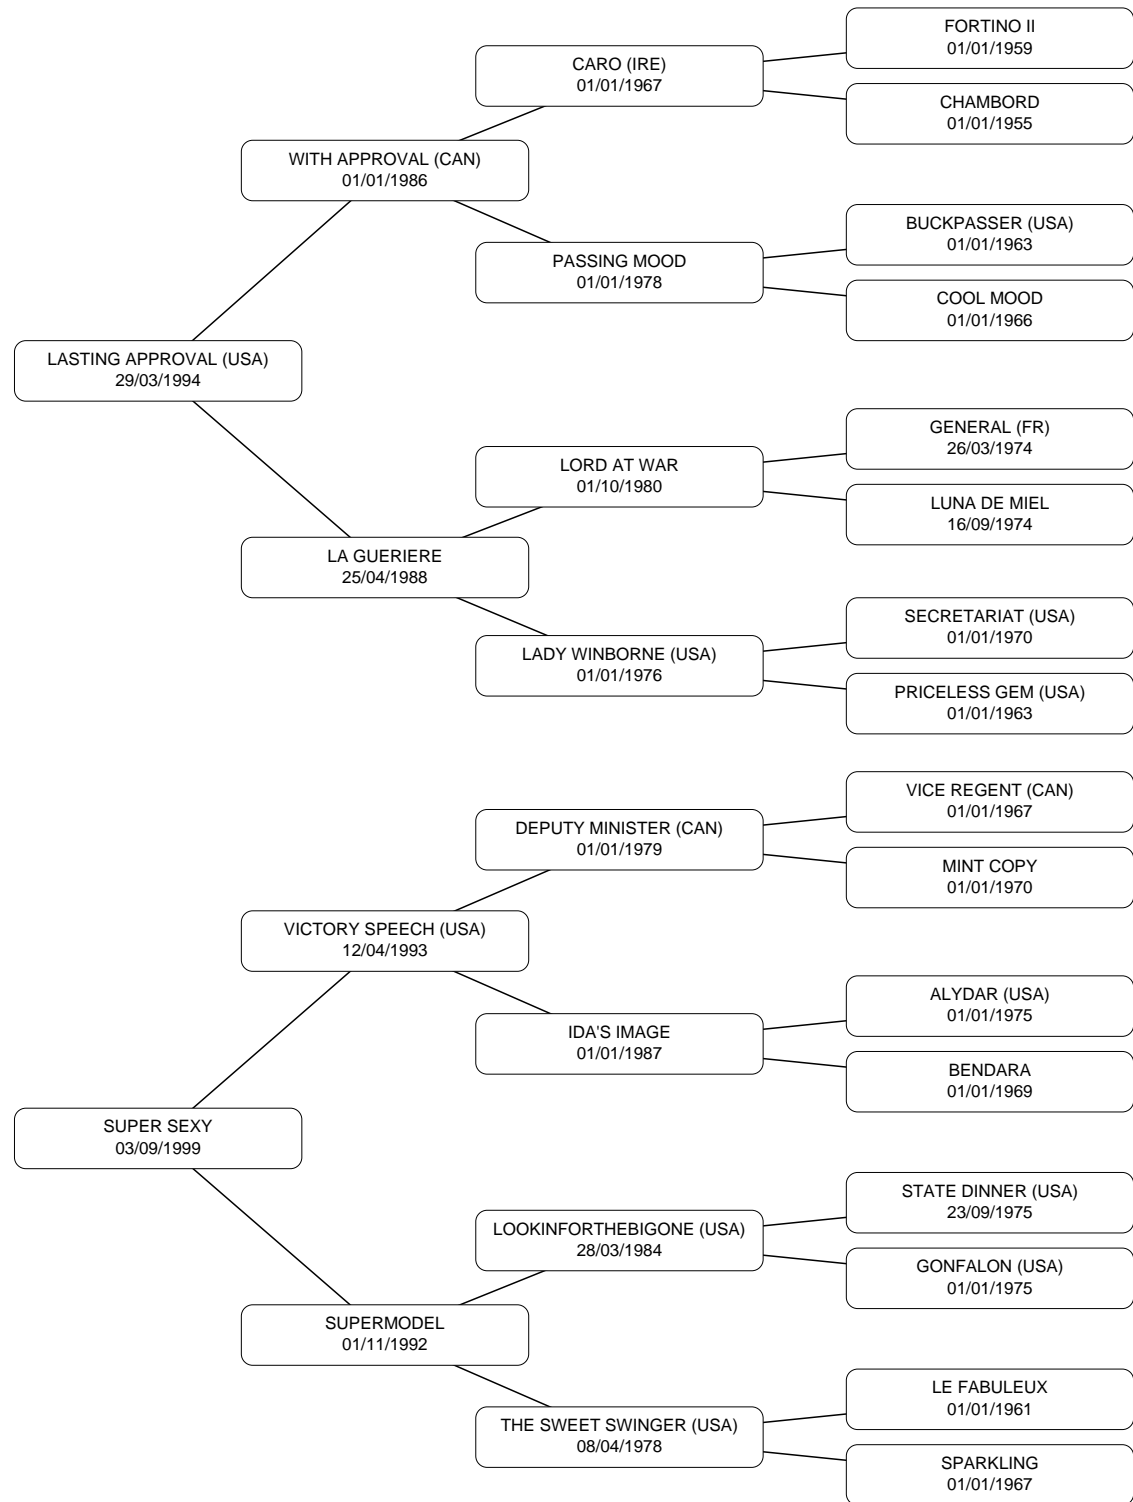 FORTINO II
01/01/1959
CARO (IRE)
01/01/1967
CHAMBORD
01/01/1955
WITH APPROVAL (CAN)
01/01/1986
BUCKPASSER (USA)
01/01/1963
PASSING MOOD
01/01/1978
COOL MOOD
01/01/1966
LASTING APPROVAL (USA)
29/03/1994
GENERAL (FR)
26/03/1974
LORD AT WAR
01/10/1980
LUNA DE MIEL
16/09/1974
LA GUERIERE
25/04/1988
SECRETARIAT (USA)
01/01/1970
LADY WINBORNE (USA)
01/01/1976
PRICELESS GEM (USA)
01/01/1963
VICE REGENT (CAN)
01/01/1967
DEPUTY MINISTER (CAN)
01/01/1979
MINT COPY
01/01/1970
VICTORY SPEECH (USA)
12/04/1993
ALYDAR (USA)
01/01/1975
IDA'S IMAGE
01/01/1987
BENDARA
01/01/1969
SUPER SEXY
03/09/1999
STATE DINNER (USA)
23/09/1975
LOOKINFORTHEBIGONE (USA)
28/03/1984
GONFALON (USA)
01/01/1975
SUPERMODEL
01/11/1992
LE FABULEUX
01/01/1961
THE SWEET SWINGER (USA)
08/04/1978
SPARKLING
01/01/1967